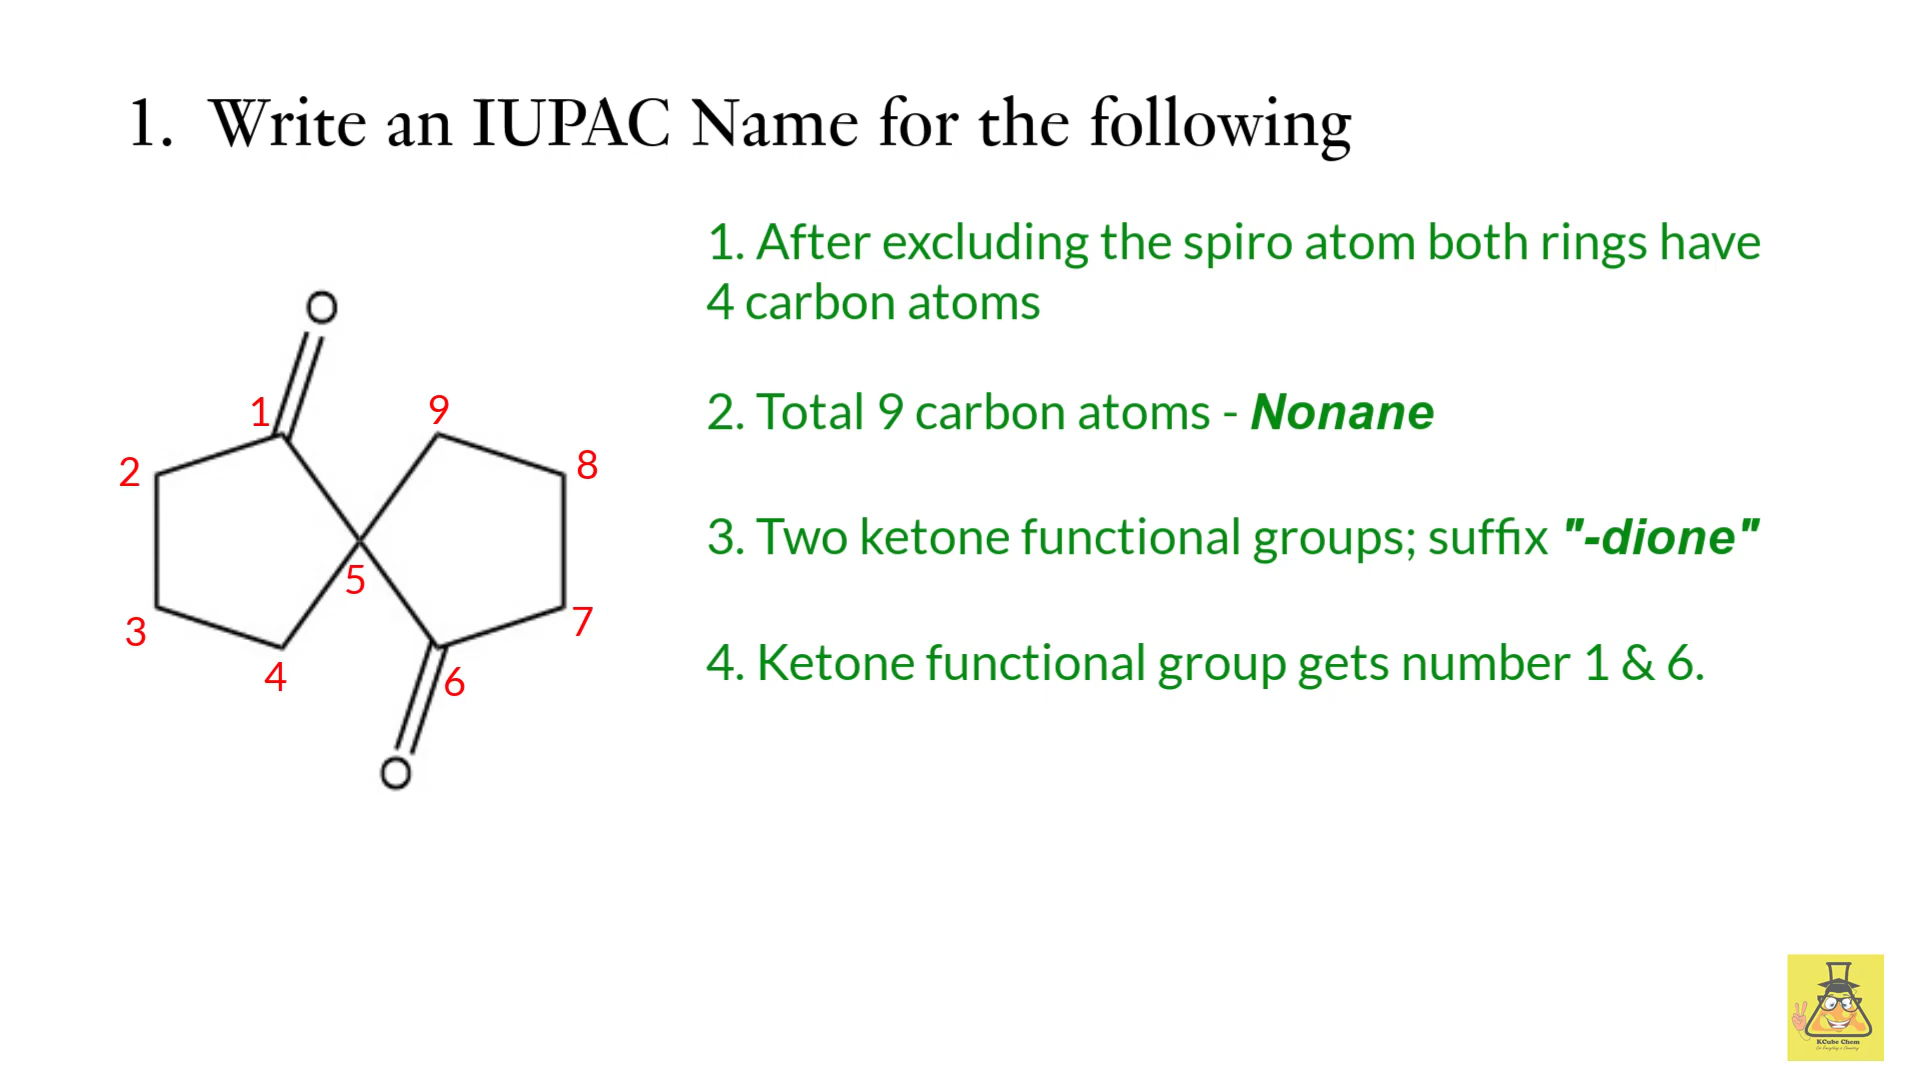 1. Write an IUPAC Name for the following
1. After excluding the spiro atom both rings have
4 carbon atoms
2. Total 9 carbon atoms - Nonane
3. Two ketone functional groups; suffix "-dione"
4. Ketone functional group gets number 1 & 6.
O
1
9
2
8
5
3
7
4
6
O
KCube Chem